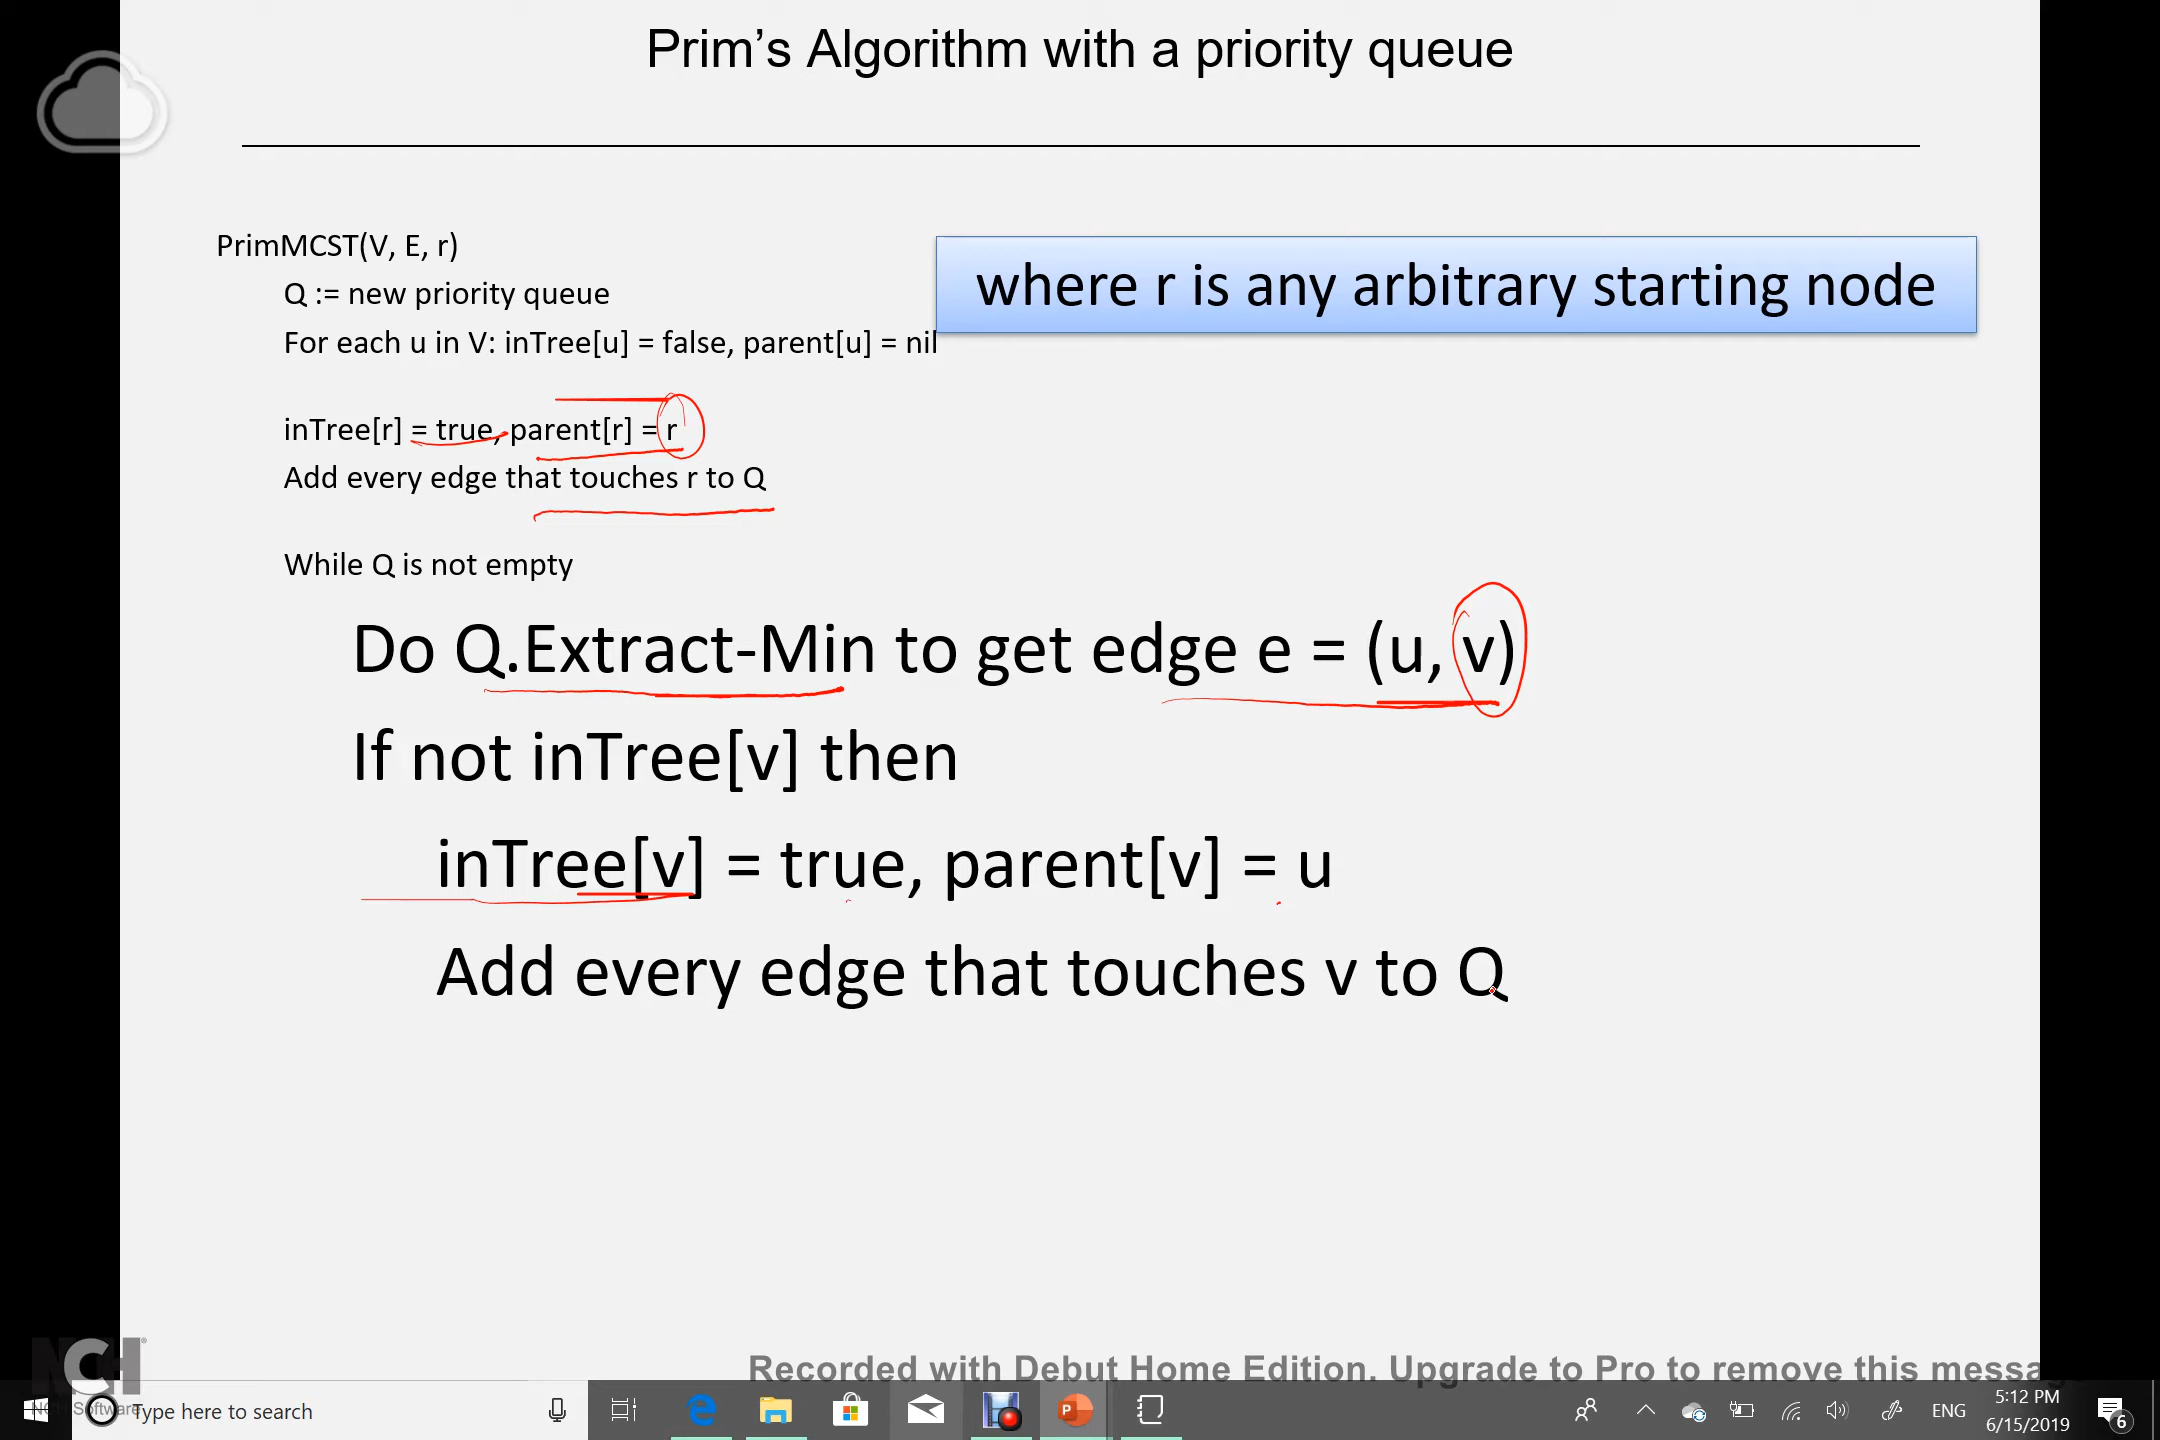 Prim’s Algorithm with a priority queue
PrimMCST(V, E, r)
where r is any arbitrary starting node
Q := new priority queue
For each u in V: inTree[u] = false, parent[u] = nil
inTree[r] = true, parent[r] = r
Add every edge that touches r to Q
While Q is not empty
Do Q.Extract-Min to get edge e = (u, v)
If not inTree[v] then
inTree[v] = true, parent[v] = u
Add every edge that touches v to Q
NCH
NCH Software
Recorded with Debut Home Edition. Upgrade to Pro to remove this messa
Type here to search
ENG
5:12 PM
6/15/2019
6